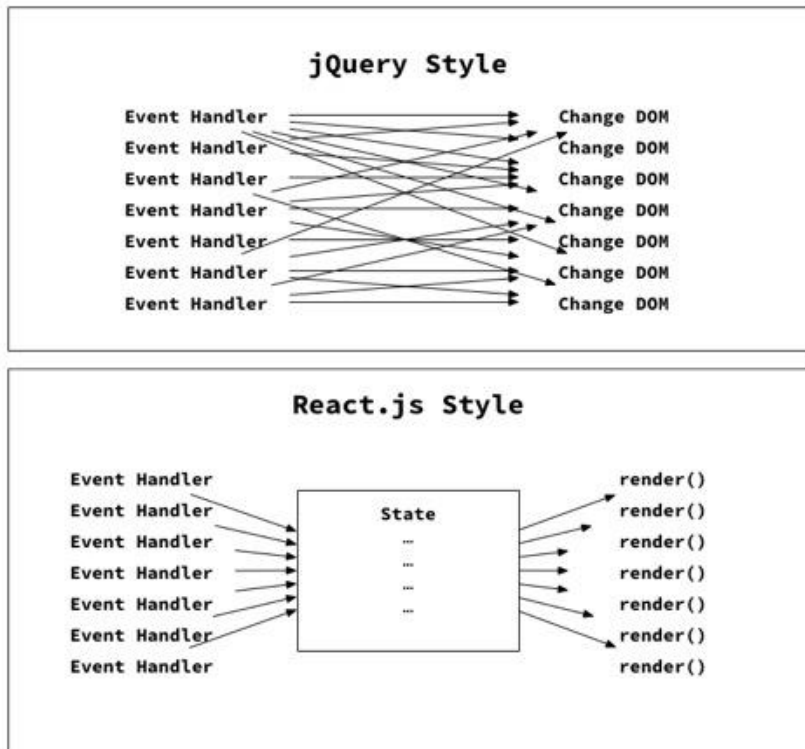 jQuery Style
Event Handler Change DOM
Event Handler Change DOM
Event Handler Change DOM
Event Handler Change DOM
Event Handler Change DOM
Event Handler Change DOM
Event Handler Change DOM
React.js Style
Event Handler render()
Event Handler State render()
Event Handler … render()
Event Handler … render()
Event Handler … render()
Event Handler … render()
Event Handler render()